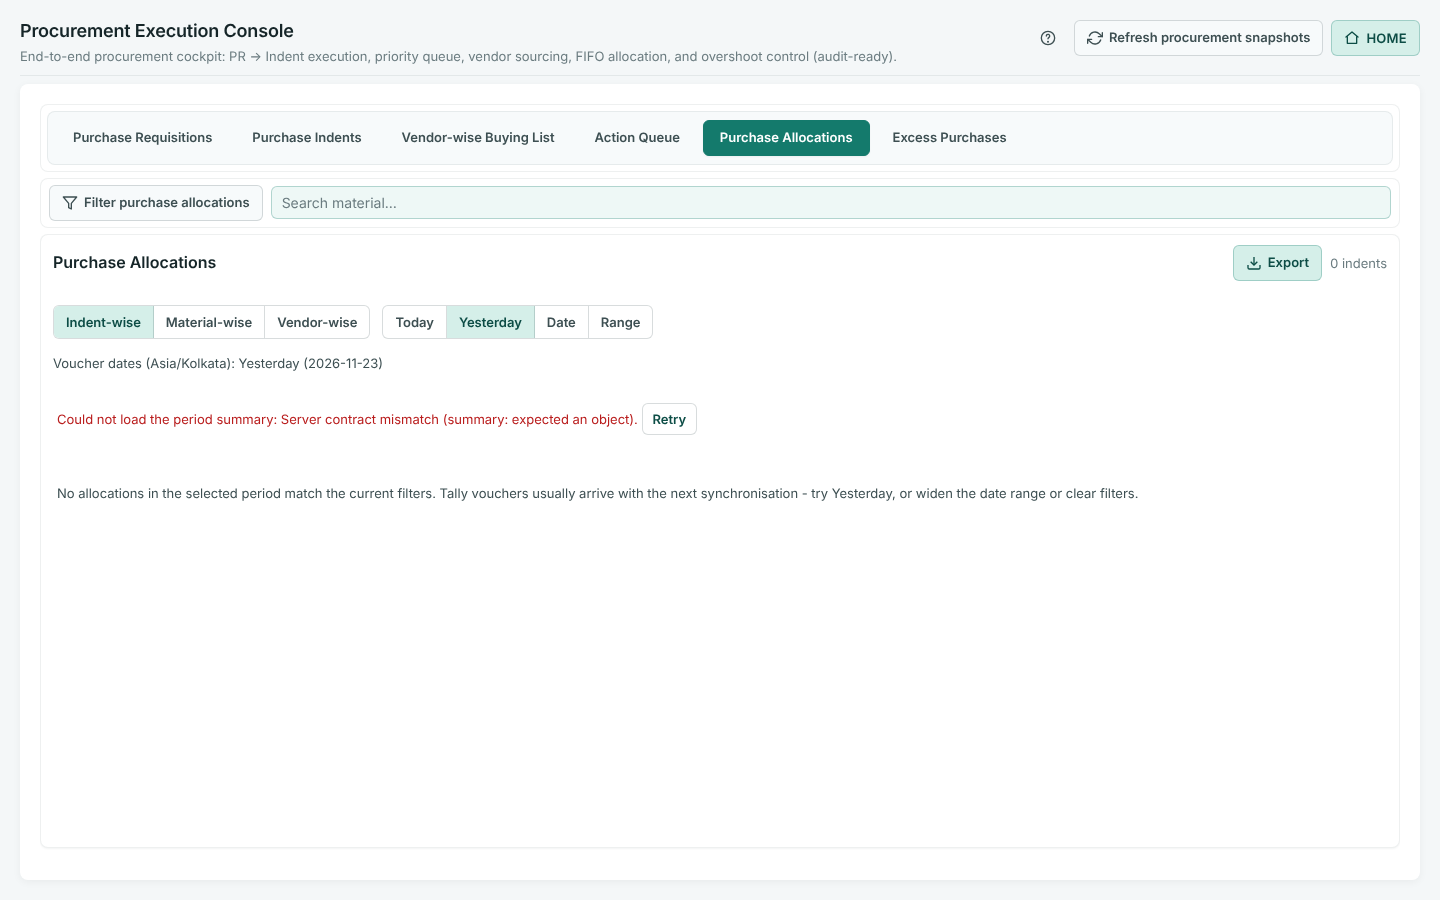 Procurement Execution Console
End-to-end procurement cockpit: PR → Indent execution, priority queue, vendor sourcing, FIFO allocation, and overshoot control (audit-ready).
Refresh procurement snapshots
HOME
Purchase Requisitions
Purchase Indents
Vendor-wise Buying List
Action Queue
Purchase Allocations
Excess Purchases
Filter purchase allocations
Search material...
Purchase Allocations
Export
0 indents
Indent-wise
Material-wise
Vendor-wise
Today
Yesterday
Date
Range
Voucher dates (Asia/Kolkata): Yesterday (2026-11-23)
Could not load the period summary: Server contract mismatch (summary: expected an object).
Retry
No allocations in the selected period match the current filters. Tally vouchers usually arrive with the next synchronisation - try Yesterday, or widen the date range or clear filters.